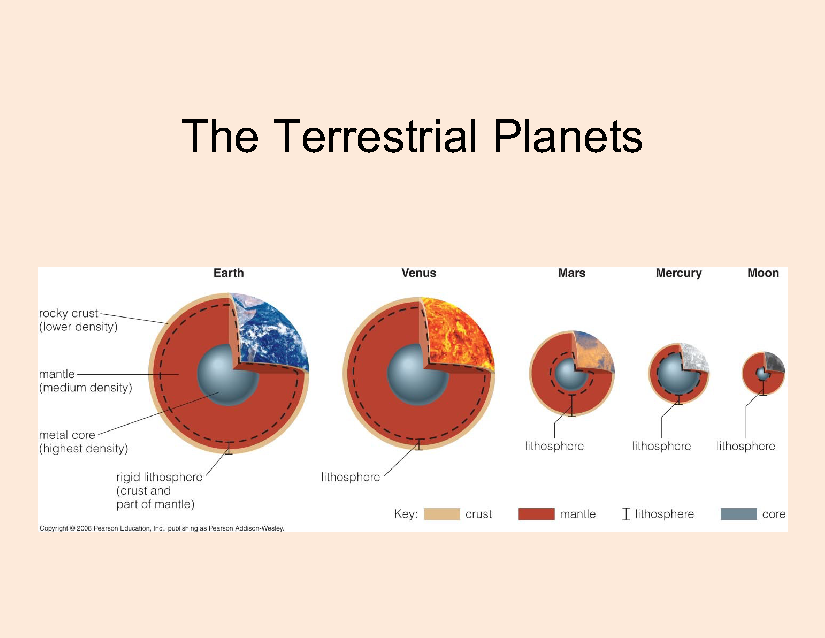 The Terrestrial Planets
Earth
Venus
Mars
Mercury
Moon
rocky crust
(lower density)
mantle
(medium density)
metal core
(highest density)
rigid lithosphere
(crust and
part of mantle)
lithosphere
lithosphere
lithosphere
lithosphere
Key:
crust
mantle
lithosphere
core
Copyright © 2006 Pearson Education, Inc., publishing as Pearson Addison-Wesley.